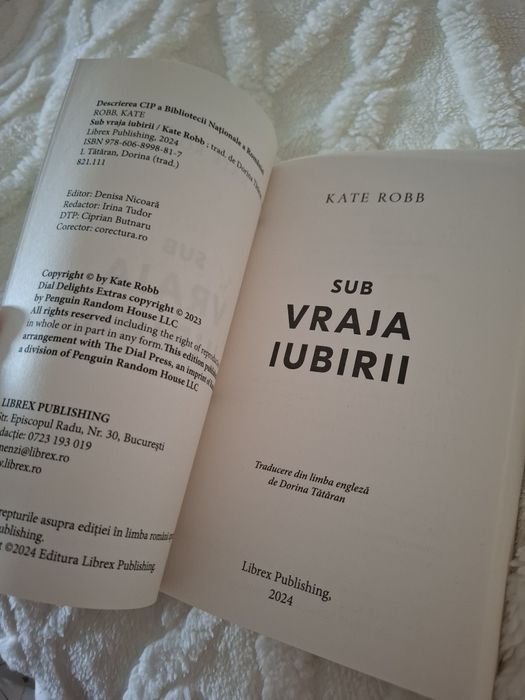 Descrierea CIP a Bibliotecii Naționale a României
ROBB, KATE
Sub vraja iubirii / Kate Robb ; trad. de Dorina Tătăran
Librex Publishing, 2024
ISBN 978-606-8998-81-7
I. Tătăran, Dorina (trad.)
821.111
Editor: Denisa Nicoară
Redactor: Irina Tudor
DTP: Ciprian Butnaru
Corector: corectura.ro
Copyright © by Kate Robb
Dial Delights Extras copyright © 2023
by Penguin Random House LLC
All rights reserved including the right of
in whole or in part in any form. This edition
arrangement with The Dial Press, an imprint of
a division of Penguin Random House LLC
LIBREX PUBLISHING
Str. Episcopul Radu, Nr. 30, București
dacție: 0723 193 019
menzi@librex.ro
w.librex.ro
repturile asupra ediției în limba română
ublishing.
©2024 Editura Librex Publishing
KATE ROBB
SUB
VRAJA
IUBIRII
Traducere din limba engleză
de Dorina Tătăran
Librex Publishing,
2024